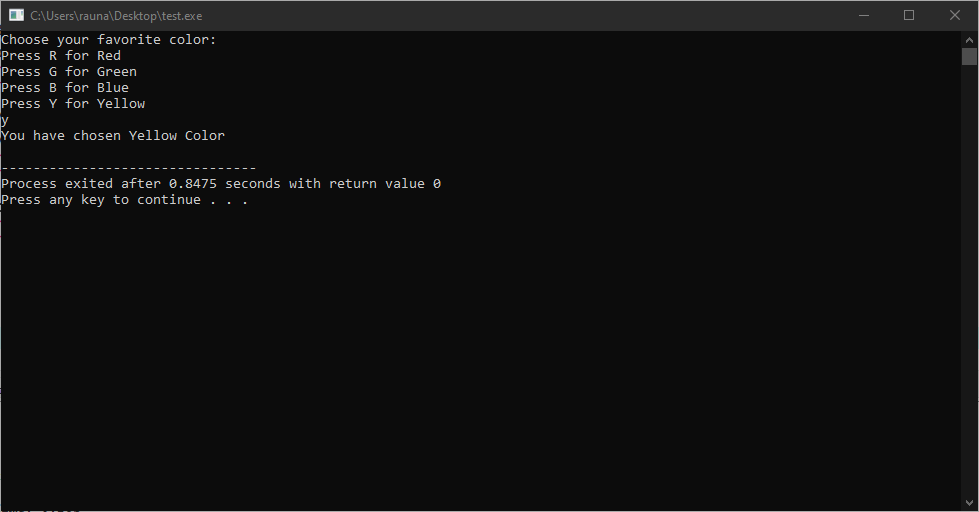 C:\Users\rauna\Desktop\test.exe
Choose your favorite color:
Press R for Red
Press G for Green
Press B for Blue
Press Y for Yellow
y
You have chosen Yellow Color
--------------------------------
Process exited after 0.8475 seconds with return value 0
Press any key to continue . . .